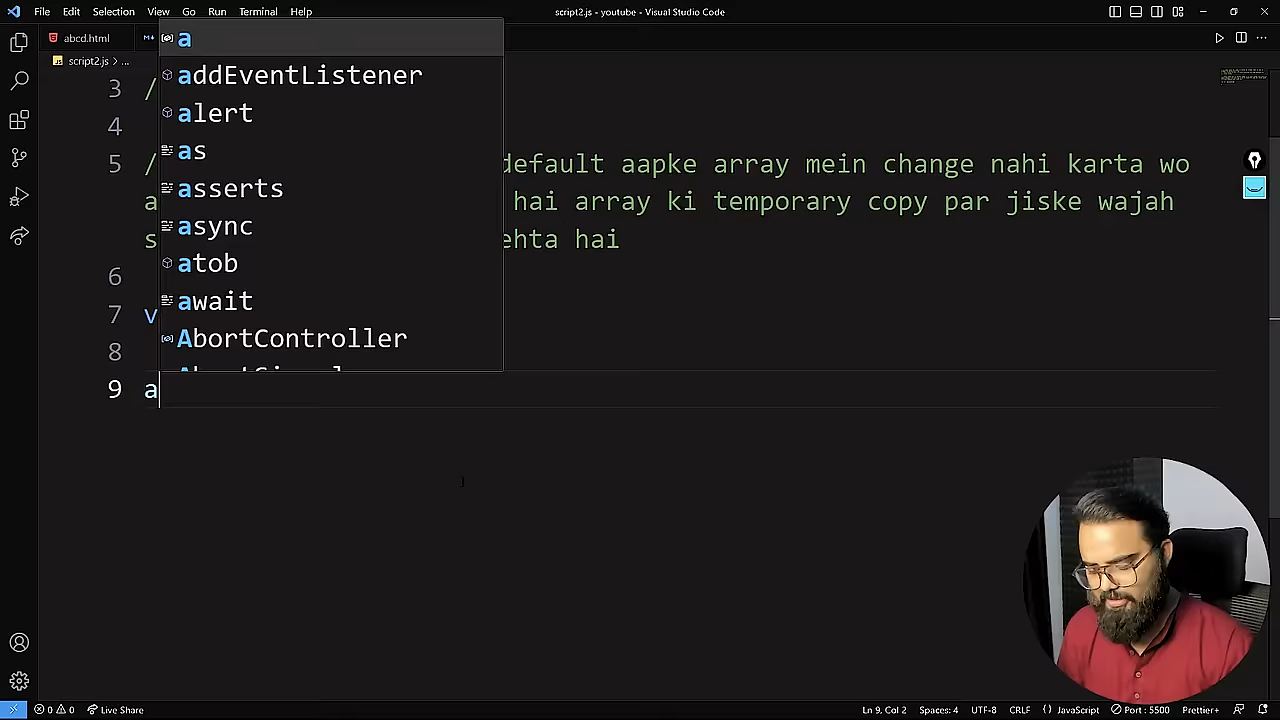 File Edit Selection View Go Run Terminal Help
script2.js - youtube - Visual Studio Code
abcd.html
script2.js > ...
a
addEventListener
alert
as
asserts
async
atob
await
AbortController
3 /
4
5 / default aapke array mein change nahi karta wo
a hai array ki temporary copy par jiske wajah
s ehta hai
6
7 v
8
9 a
0 0 Live Share
Ln 9, Col 2 Spaces: 4 UTF-8 CRLF {} JavaScript Port : 5500 Prettier+